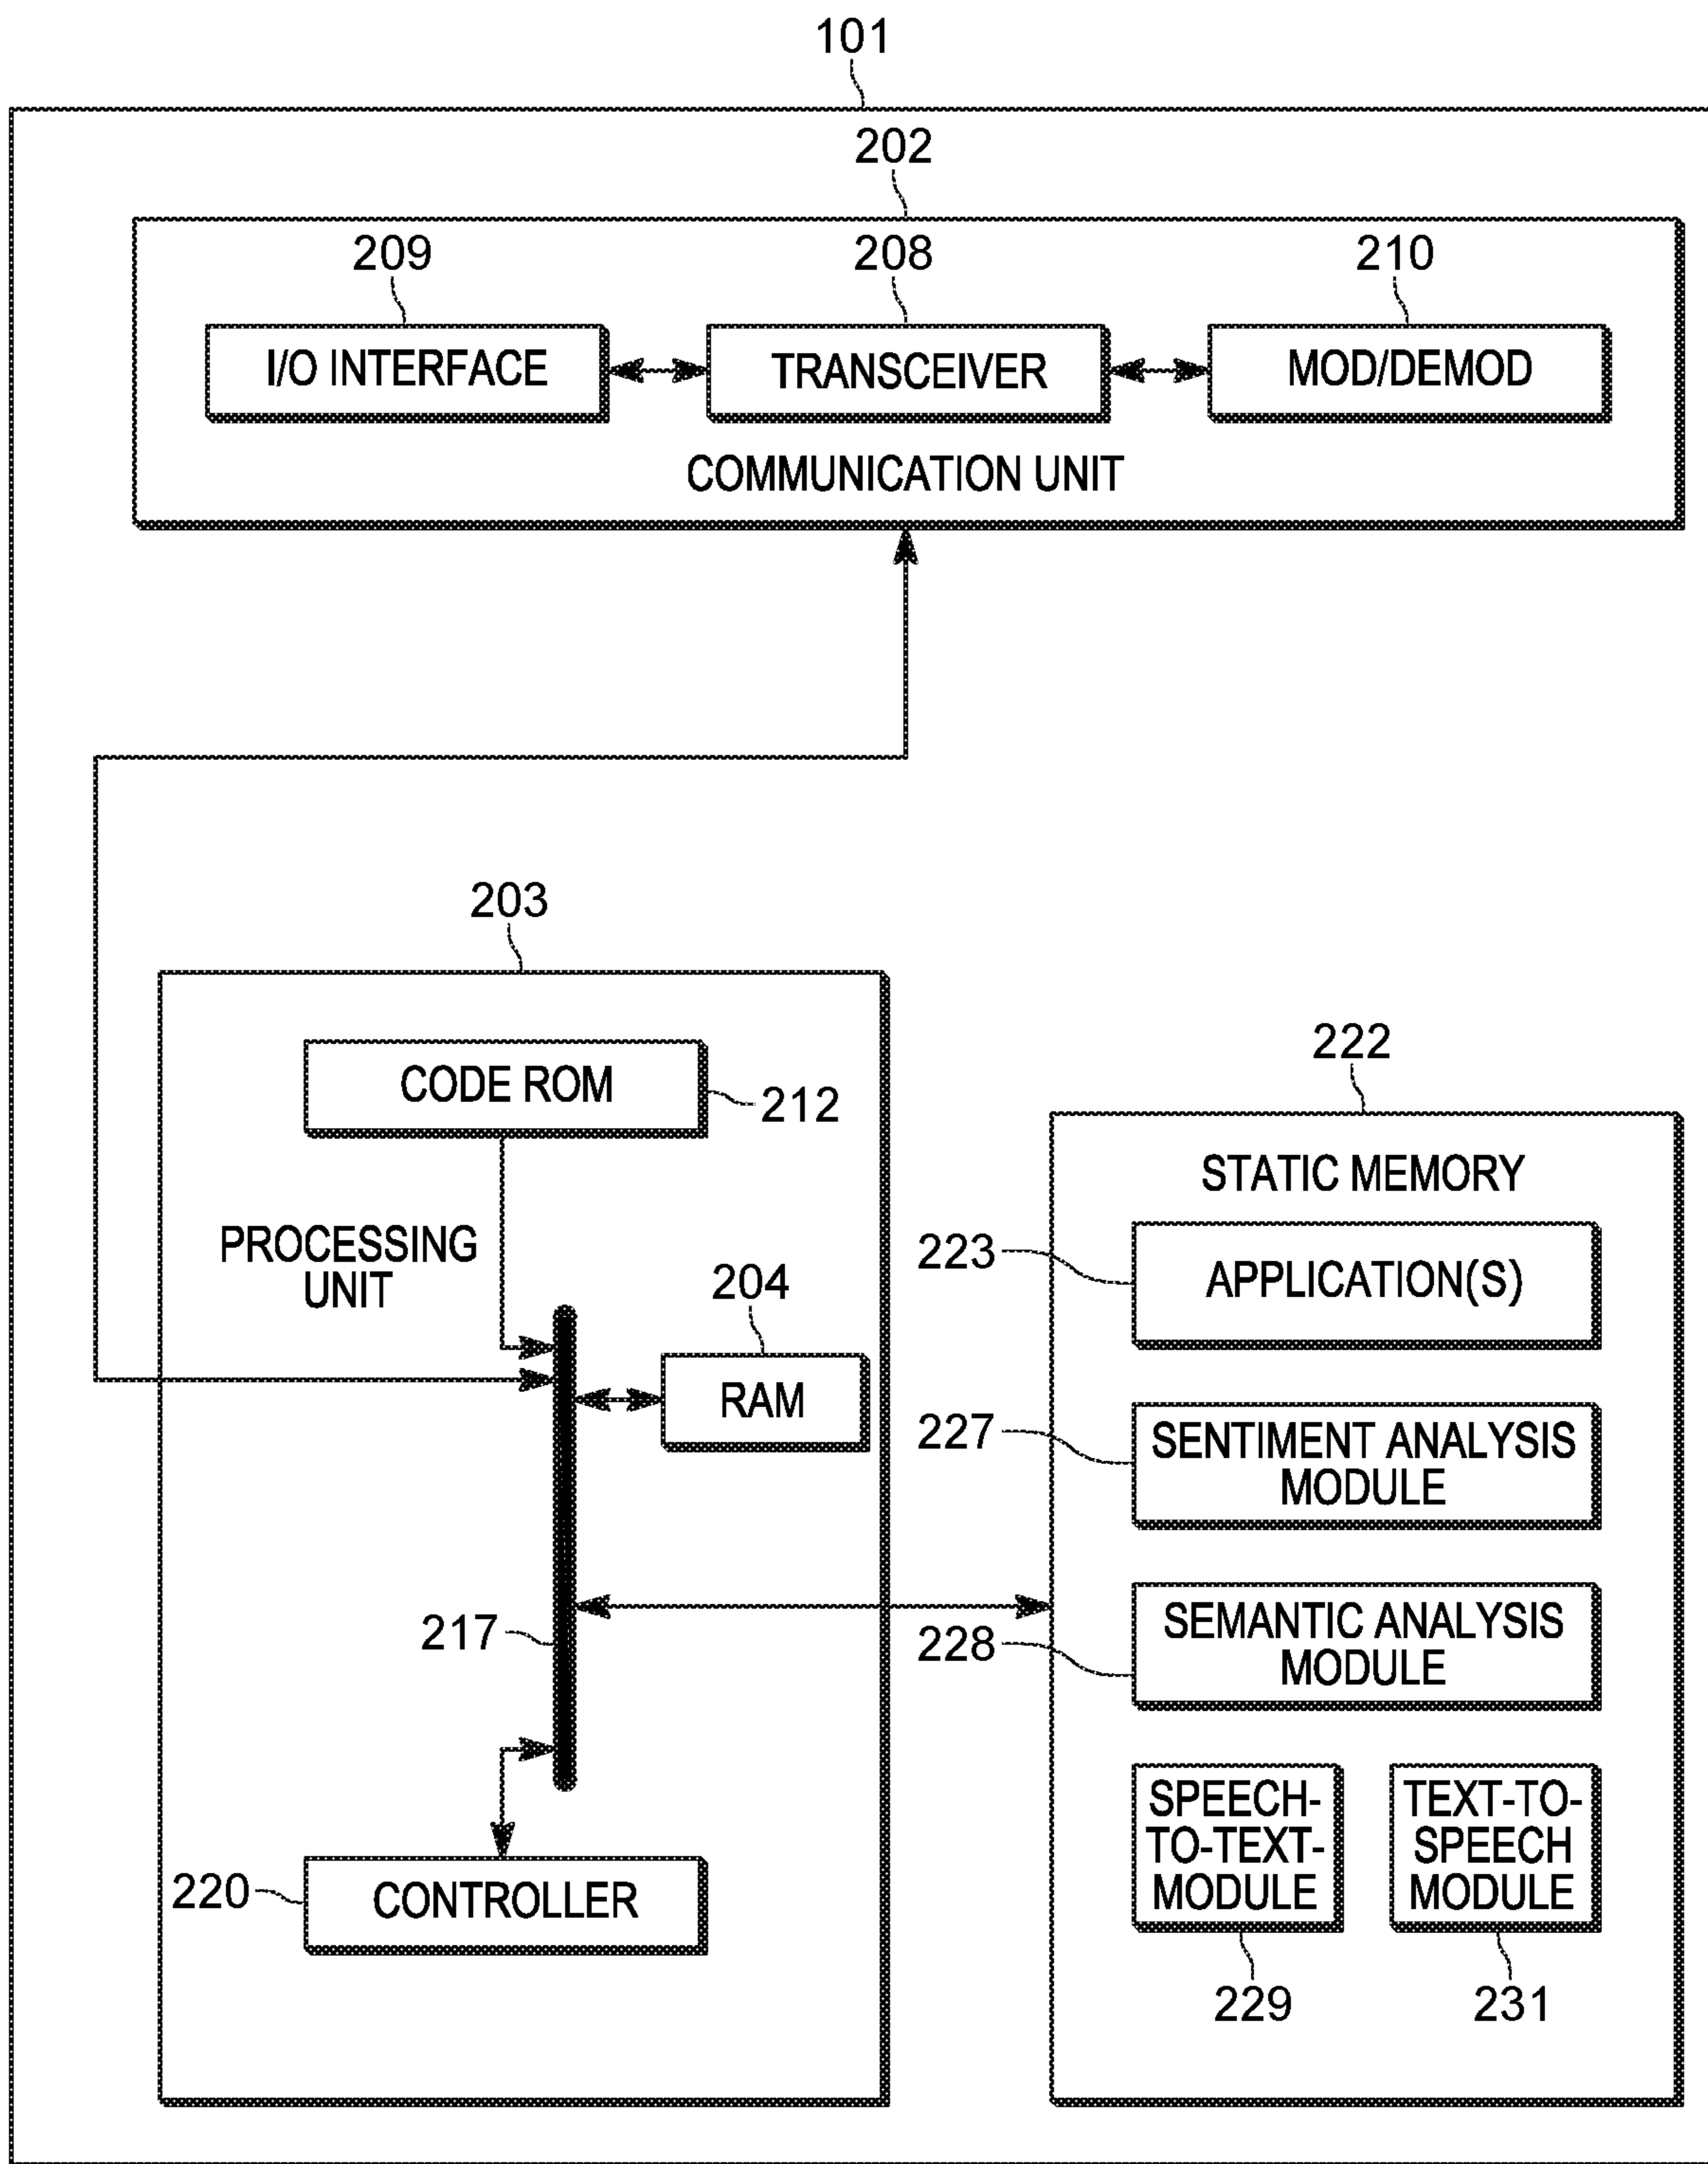 101
202
209
208
210
I/O INTERFACE
TRANSCEIVER
MOD/DEMOD
COMMUNICATION UNIT
203
CODE ROM
212
PROCESSING
UNIT
204
RAM
217
220
CONTROLLER
222
STATIC MEMORY
223
APPLICATION(S)
227
SENTIMENT ANALYSIS
MODULE
228
SEMANTIC ANALYSIS
MODULE
SPEECH-
TO-TEXT-
MODULE
TEXT-TO-
SPEECH
MODULE
229
231